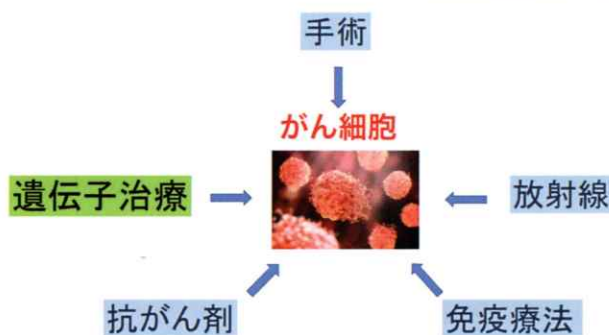 手術
がん細胞
遺伝子治療
放射線
抗がん剤
免疫療法